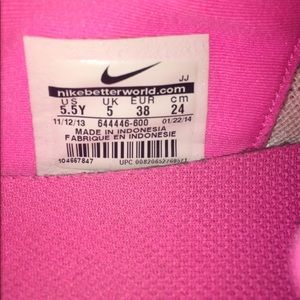 JJ
nikebetterworld.com
US UK EUR cm
5.5Y 5 38 24
11/12/13 644446-600 01/22/14
MADE IN INDONESIA
FABRIQUE EN INDONESIE
104667847